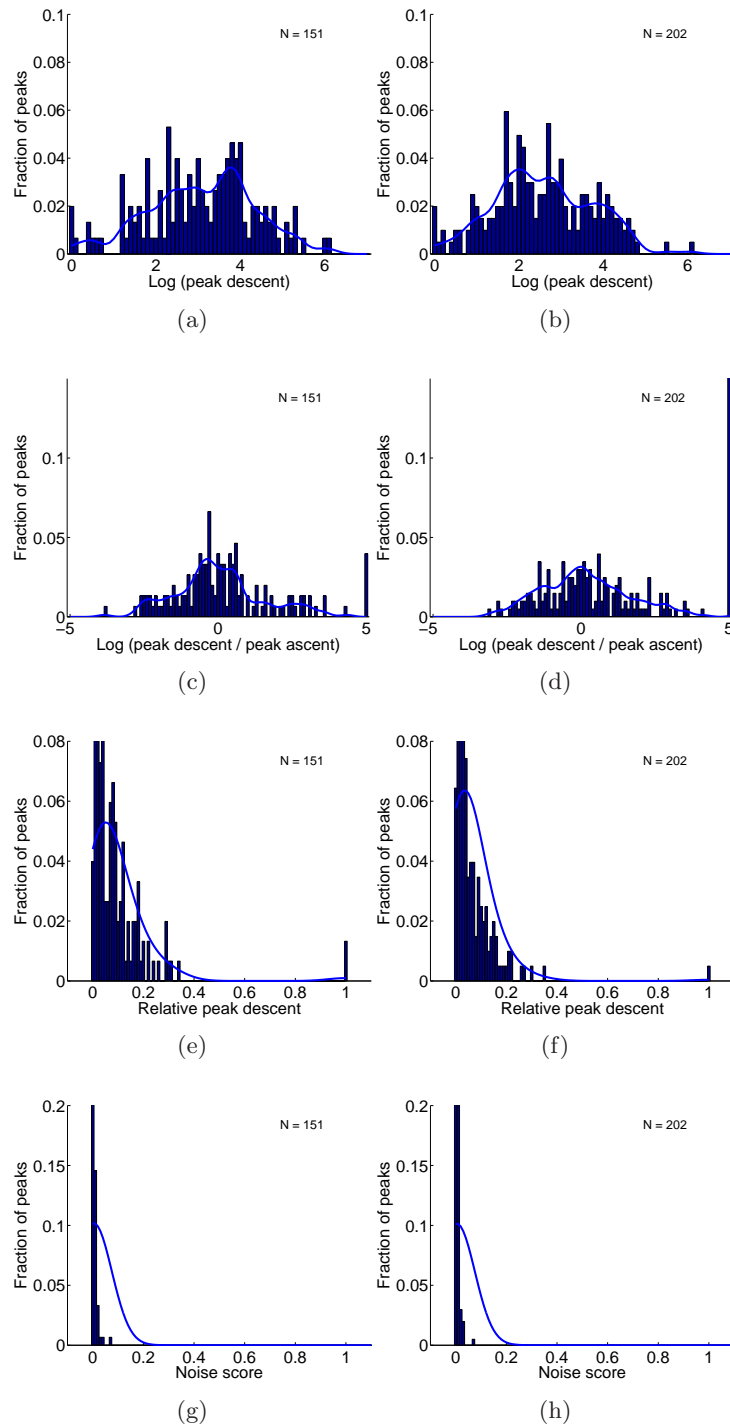 0.1
0.08
0.06
0.04
0.02
0
0 2 4 6
Fraction of peaks
Log (peak descent)
N = 151
(a)
0.1
0.08
0.06
0.04
0.02
0
0 2 4 6
Fraction of peaks
Log (peak descent)
N = 202
(b)
0.1
0.05
0
−5 0 5
Fraction of peaks
Log (peak descent / peak ascent)
N = 151
(c)
0.1
0.05
0
−5 0 5
Fraction of peaks
Log (peak descent / peak ascent)
N = 202
(d)
0.08
0.06
0.04
0.02
0
0 0.2 0.4 0.6 0.8 1
Fraction of peaks
Relative peak descent
N = 151
(e)
0.08
0.06
0.04
0.02
0
0 0.2 0.4 0.6 0.8 1
Fraction of peaks
Relative peak descent
N = 202
(f)
0.2
0.15
0.1
0.05
0
0 0.2 0.4 0.6 0.8 1
Fraction of peaks
Noise score
N = 151
(g)
0.2
0.15
0.1
0.05
0
0 0.2 0.4 0.6 0.8 1
Fraction of peaks
Noise score
N = 202
(h)